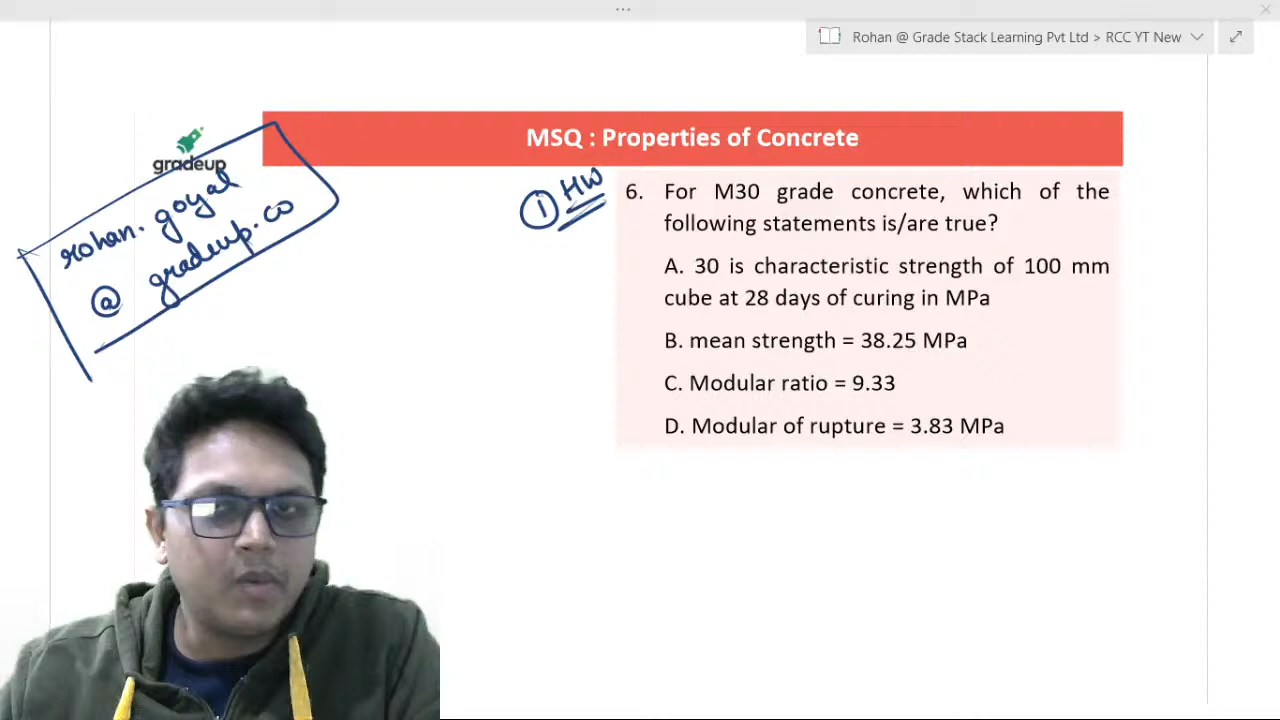 ...
Rohan @ Grade Stack Learning Pvt Ltd > RCC YT New
MSQ : Properties of Concrete
gradeup
rohan. goyal
@ gradeup.co
1 HW
6. For M30 grade concrete, which of the
following statements is/are true?
A. 30 is characteristic strength of 100 mm
cube at 28 days of curing in MPa
B. mean strength = 38.25 MPa
C. Modular ratio = 9.33
D. Modular of rupture = 3.83 MPa